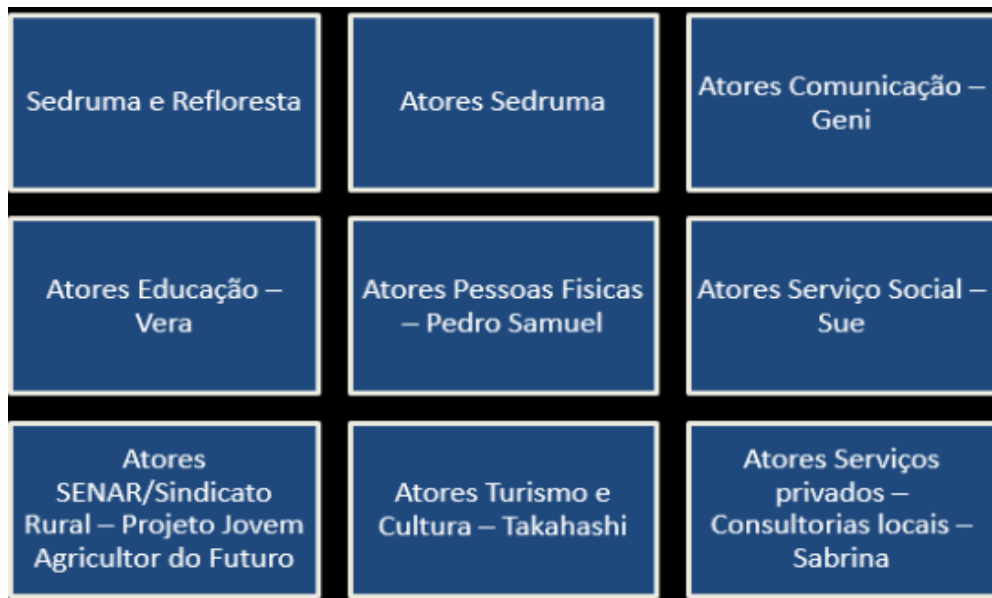 Sedruma e Refloresta
Atores Sedruma
Atores Comunicação –
Geni
Atores Educação –
Vera
Atores Pessoas Fisicas
– Pedro Samuel
Atores Serviço Social –
Sue
Atores
SENAR/Sindicato
Rural – Projeto Jovem
Agricultor do Futuro
Atores Turismo e
Cultura – Takahashi
Atores Serviços
privados –
Consultorias locais –
Sabrina